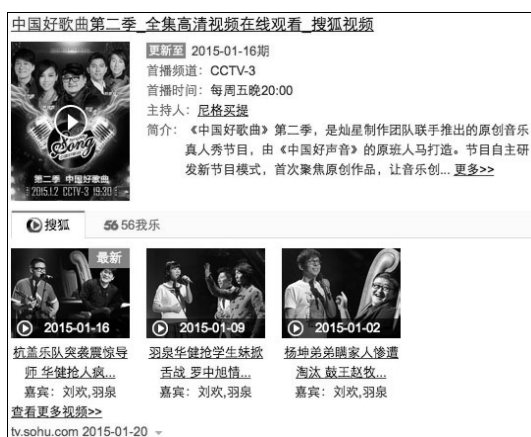 中国好歌曲第二季_全集高清视频在线观看_搜狐视频
更新至 2015-01-16期
首播频道：CCTV-3
首播时间：每周五晚20:00
主持人：尼格买提
简介：《中国好歌曲》第二季，是灿星制作团队联手推出的原创音乐
真人秀节目，由《中国好声音》的原班人马打造。节目自主研
发新节目模式，首次聚焦原创作品，让音乐创... 更多>>
Song
第二季 中国好歌曲
2015.1.2 CCTV-3 19:30
搜狐
56 56我乐
最新
2015-01-16
2015-01-09
2015-01-02
杭盖乐队突袭震惊导
师 华健抢人疯...
嘉宾：刘欢,羽泉
羽泉华健抢学生妹掀
舌战 罗中旭情...
嘉宾：刘欢,羽泉
杨坤弟弟瞒家人惨遭
淘汰 鼓王赵牧...
嘉宾：刘欢,羽泉
查看更多视频>>
tv.sohu.com 2015-01-20